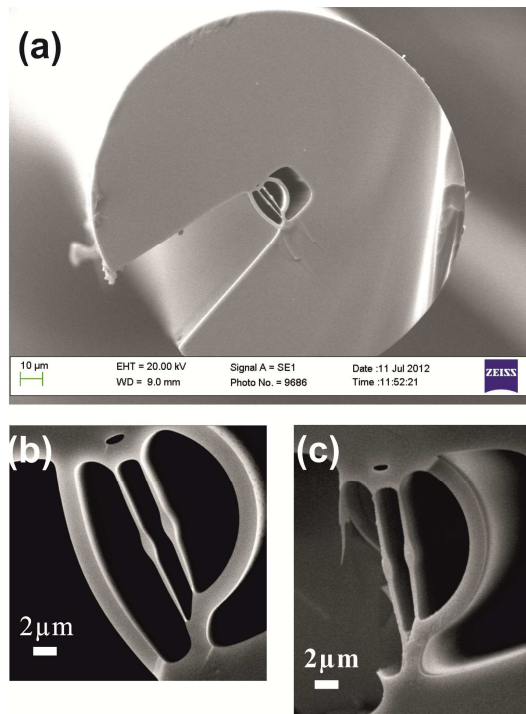 (a)
10 µm
EHT = 20.00 kV
Signal A = SE1
Date :11 Jul 2012
WD = 9.0 mm
Photo No. = 9686
Time :11:52:21
ZEISS
(b)
(c)
2µm
2µm